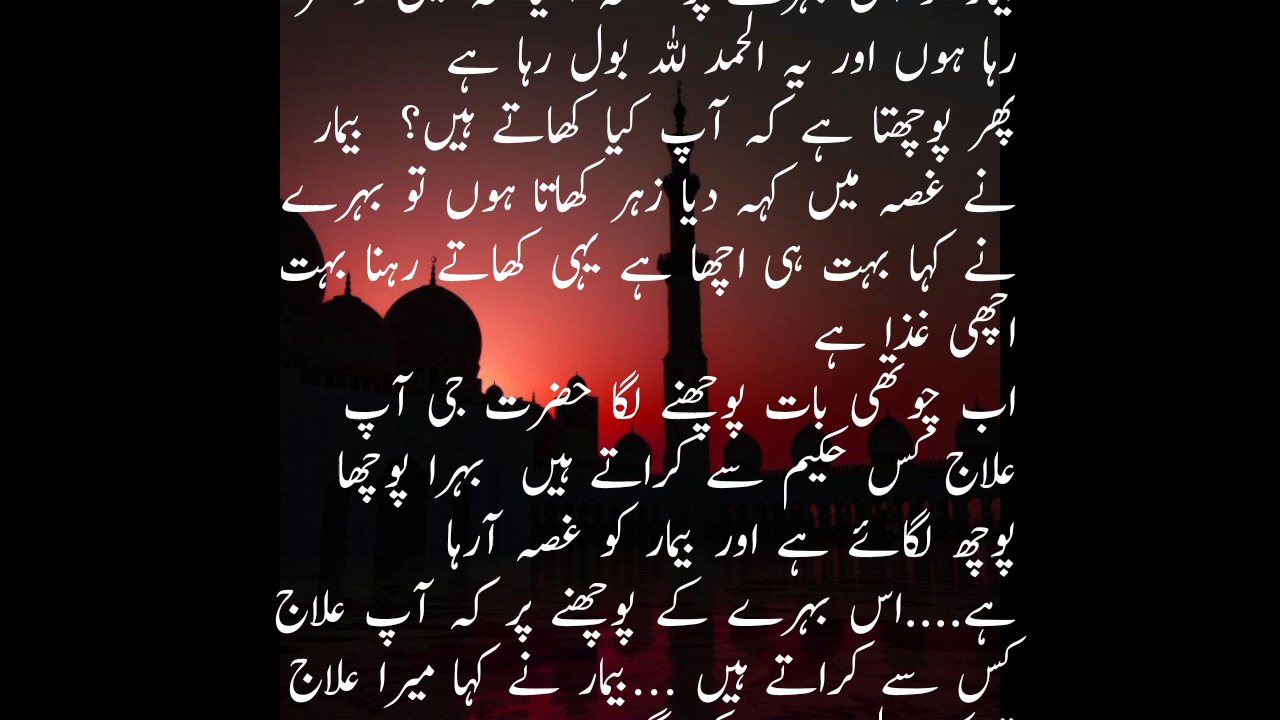 رہا ہوں اور یہ الحمد للہ بول رہا ہے
پھر پوچھتا ہے کہ آپ کیا کھاتے ہیں؟ بیمار
نے غصہ میں کہہ دیا زہر کھاتا ہوں تو بہرے
نے کہا بہت ہی اچھا ہے یہی کھاتے رہنا بہت
اچھی غذا ہے
اب چوتھی بات پوچھنے لگا حضرت جی آپ
علاج کس حکیم سے کراتے ہیں بہرا پوچھا
پوچھ لگائے ہے اور بیمار کو غصہ آرہا
ہے....اس بہرے کے پوچھنے پر کہ آپ علاج
کس سے کراتے ہیں ...بیمار نے کہا میرا علاج